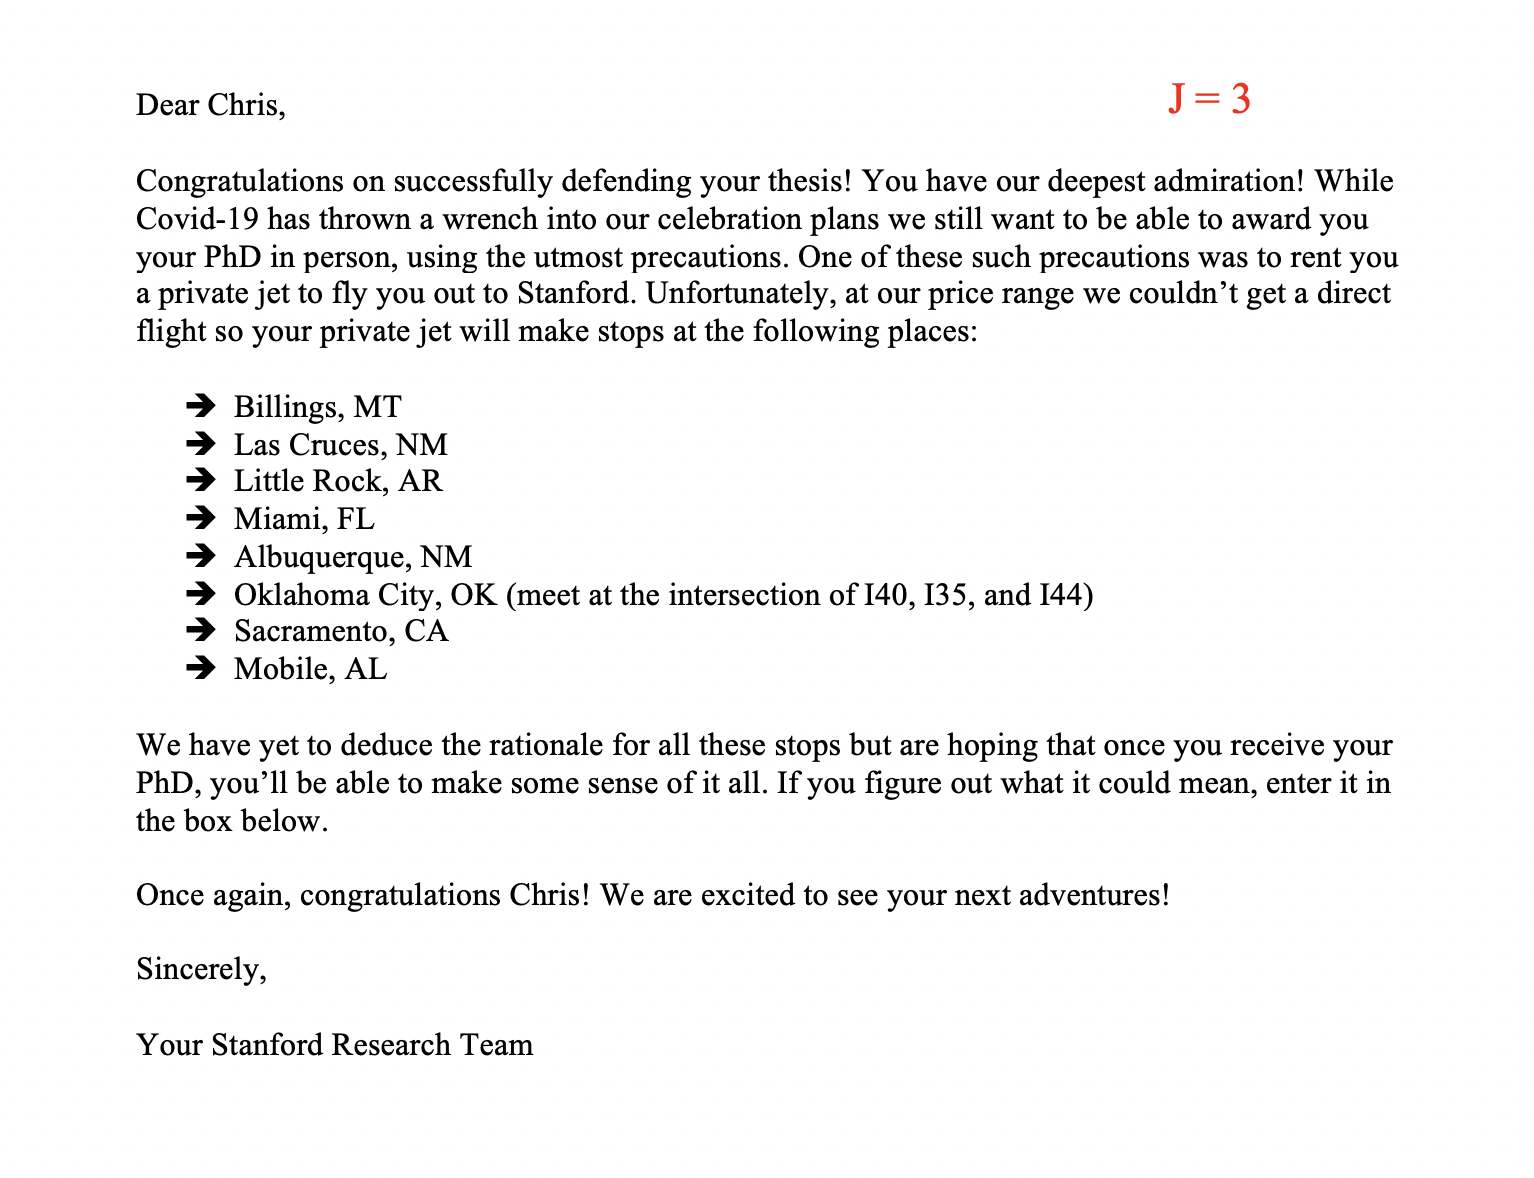 Dear Chris,
J = 3
Congratulations on successfully defending your thesis! You have our deepest admiration! While
Covid-19 has thrown a wrench into our celebration plans we still want to be able to award you
your PhD in person, using the utmost precautions. One of these such precautions was to rent you
a private jet to fly you out to Stanford. Unfortunately, at our price range we couldn’t get a direct
flight so your private jet will make stops at the following places:
➔ Billings, MT
➔ Las Cruces, NM
➔ Little Rock, AR
➔ Miami, FL
➔ Albuquerque, NM
➔ Oklahoma City, OK (meet at the intersection of I40, I35, and I44)
➔ Sacramento, CA
➔ Mobile, AL
We have yet to deduce the rationale for all these stops but are hoping that once you receive your
PhD, you’ll be able to make some sense of it all. If you figure out what it could mean, enter it in
the box below.
Once again, congratulations Chris! We are excited to see your next adventures!
Sincerely,
Your Stanford Research Team